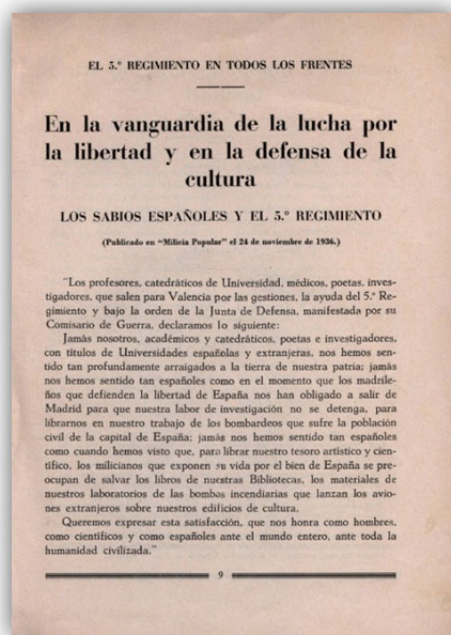 EL 5.º REGIMIENTO EN TODOS LOS FRENTES
En la vanguardia de la lucha por
la libertad y en la defensa de la
cultura
LOS SABIOS ESPAÑOLES Y EL 5.º REGIMIENTO
(Publicado en "Milicia Popular" el 24 de noviembre de 1936.)
"Los profesores, catedráticos de Universidad, médicos, poetas, inves-
tigadores, que salen para Valencia por las gestiones, la ayuda del 5.º Re-
gimiento y bajo la orden de la Junta de Defensa, manifestada por su
Comisario de Guerra, declaramos lo siguiente:
Jamás nosotros, académicos y catedráticos, poetas e investigadores,
con títulos de Universidades españolas y extranjeras, nos hemos sen-
tido tan profundamente arraigados a la tierra de nuestra patria; jamás
nos hemos sentido tan españoles como en el momento que los madrile-
ños que defienden la libertad de España nos han obligado a salir de
Madrid para que nuestra labor de investigación no se detenga, para
librarnos en nuestro trabajo de los bombardeos que sufre la población
civil de la capital de España; jamás nos hemos sentido tan españoles
como cuando hemos visto que, para librar nuestro tesoro artístico y cien-
tífico, los milicianos que exponen su vida por el bien de España se pre-
ocupan de salvar los libros de nuestras Bibliotecas, los materiales de
nuestros laboratorios de las bombas incendiarias que lanzan los avio-
nes extranjeros sobre nuestros edificios de cultura.
Queremos expresar esta satisfacción, que nos honra como hombres,
como científicos y como españoles ante el mundo entero, ante toda la
humanidad civilizada."
9